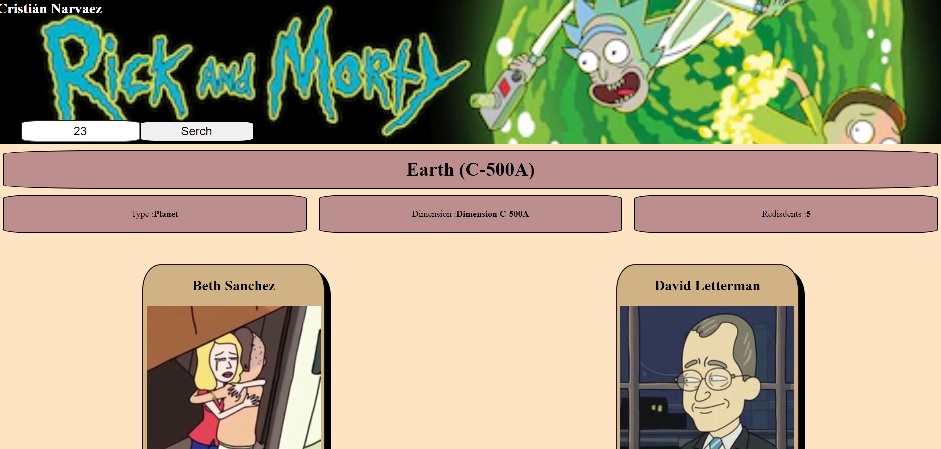 Cristián Narvaez
Rick and Morty
23 Serch
Earth (C-500A)
Type :Planet Dimension :Dimension C-500A Redisdents :5
Beth Sanchez David Letterman